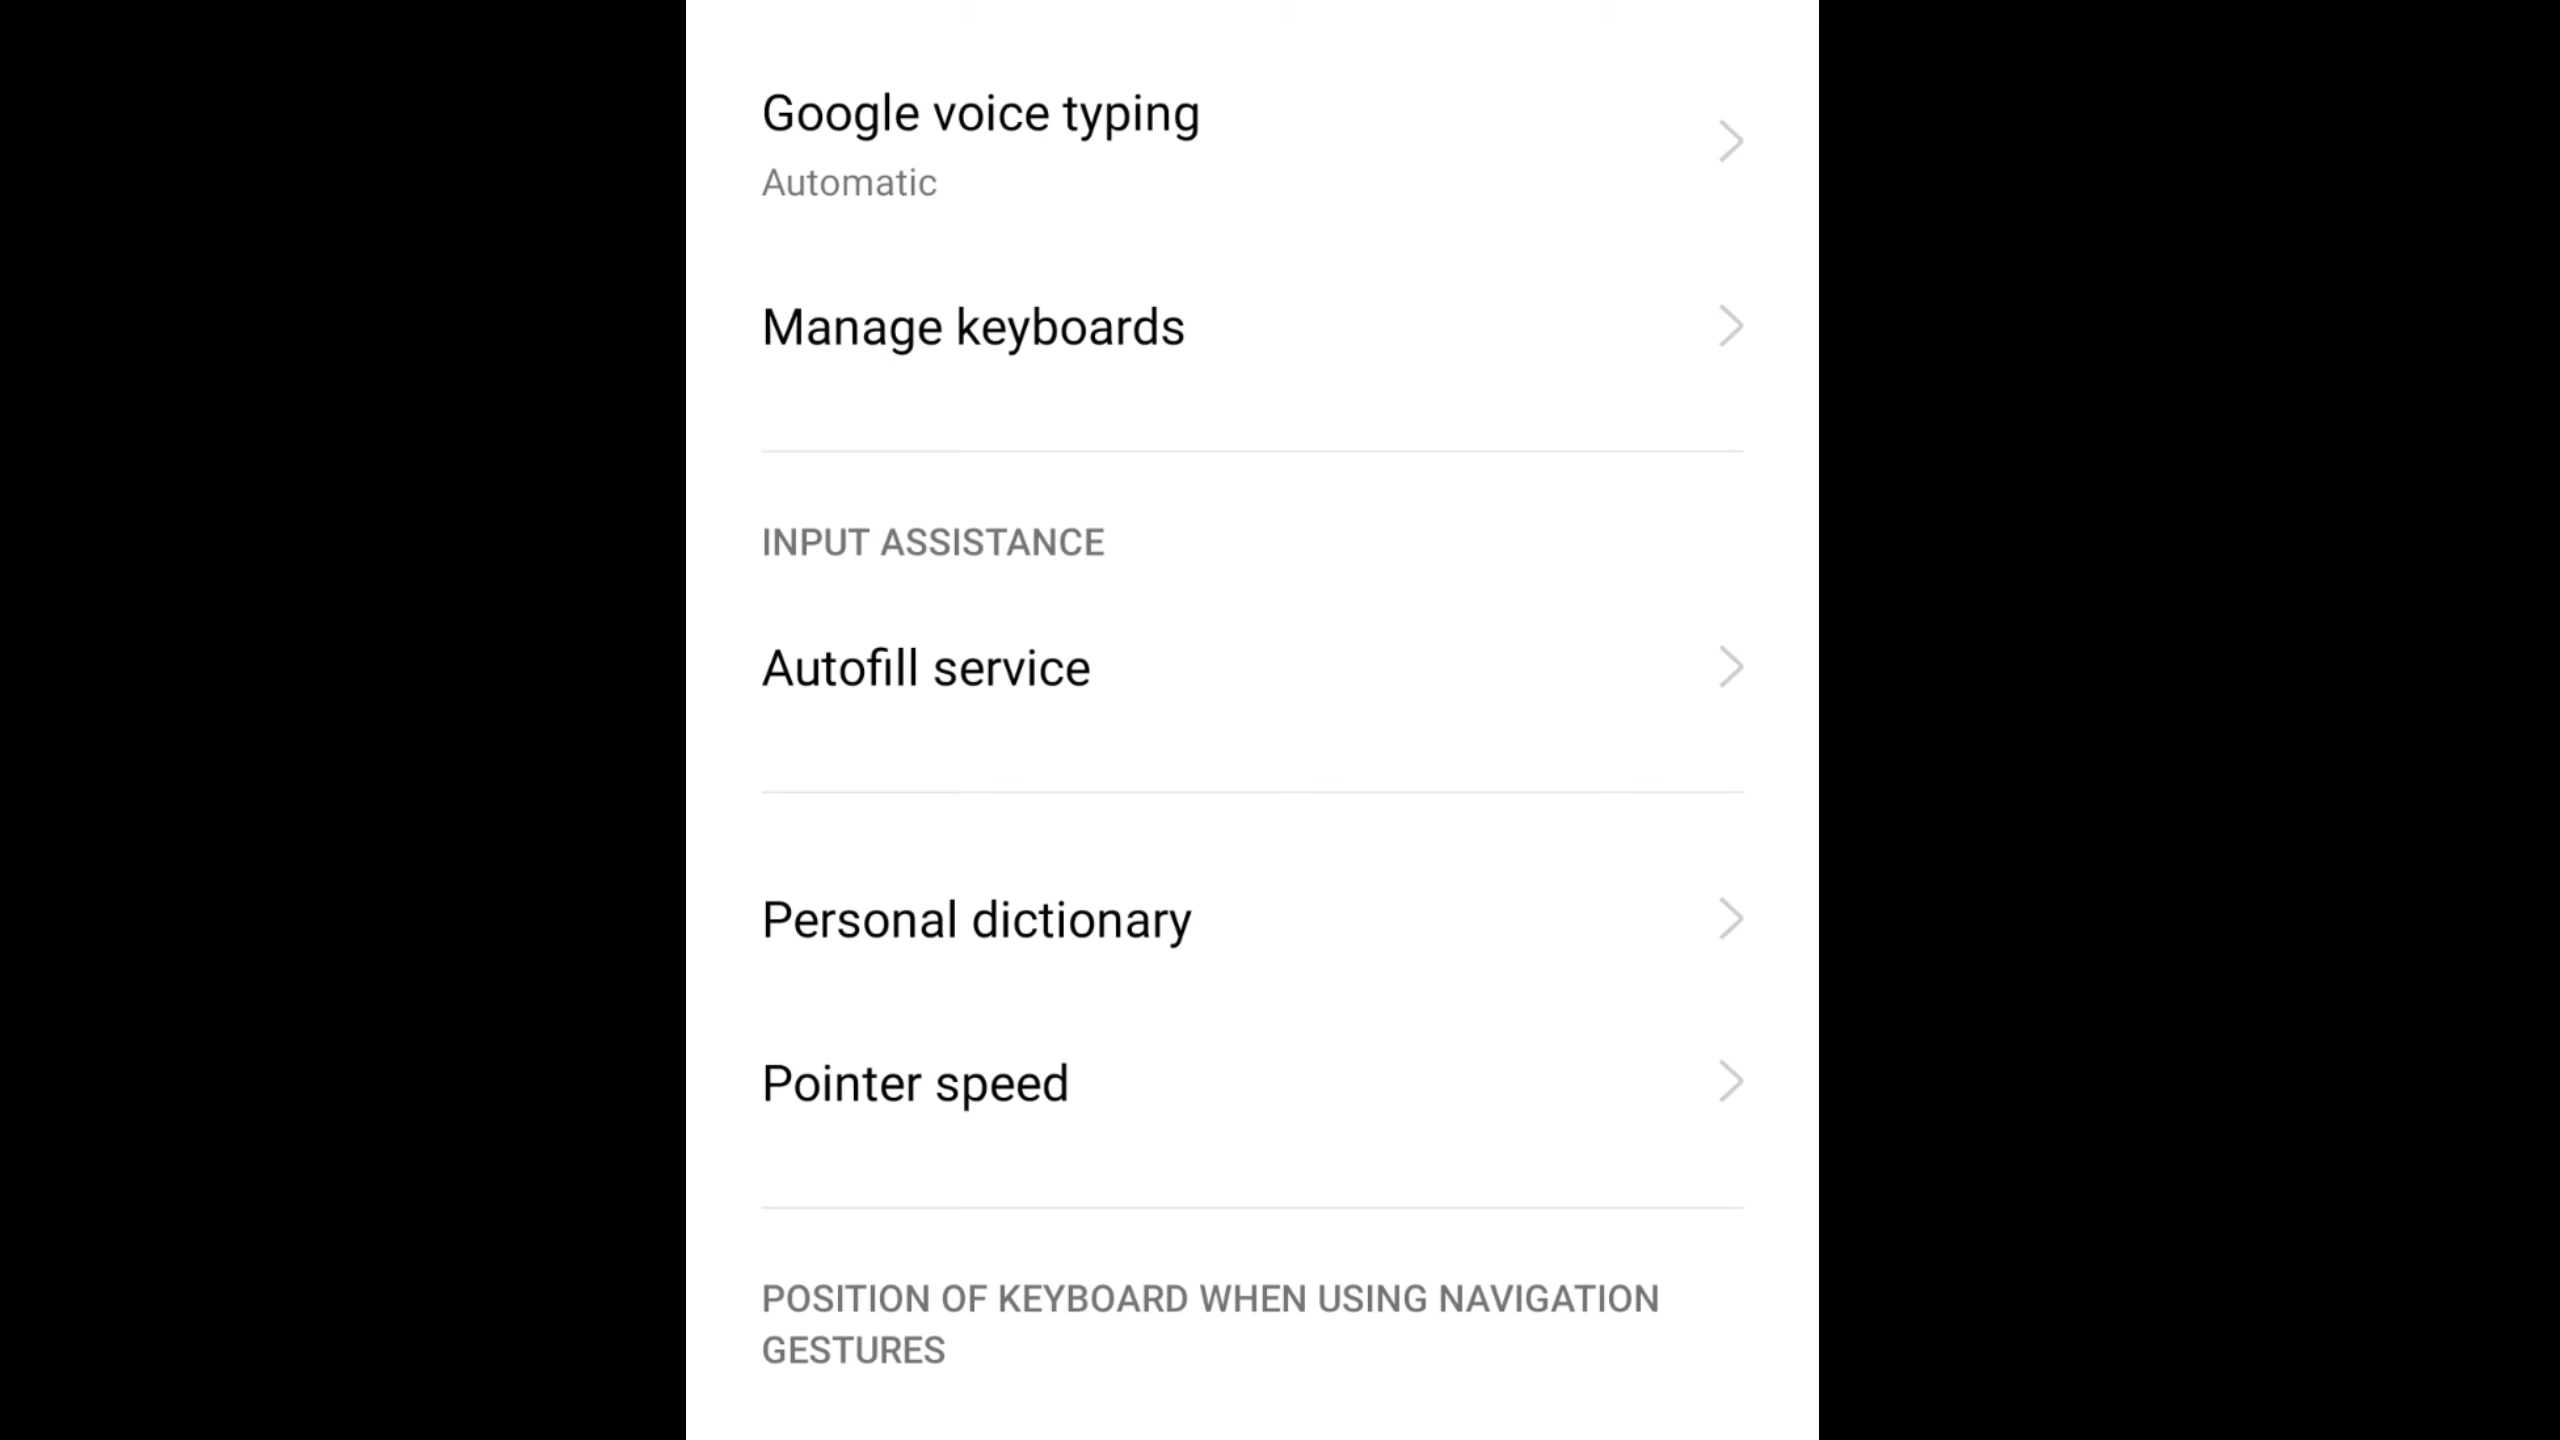 Google voice typing
Automatic
Manage keyboards
INPUT ASSISTANCE
Autofill service
Personal dictionary
Pointer speed
POSITION OF KEYBOARD WHEN USING NAVIGATION
GESTURES